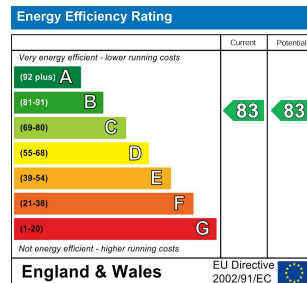 Energy Efficiency Rating
Current Potential
Very energy efficient - lower running costs
(92 plus) A
(81-91) B
83 83
(69-80) C
(55-68) D
(39-54) E
(21-38) F
(1-20) G
Not energy efficient - higher running costs
England & Wales
EU Directive
2002/91/EC